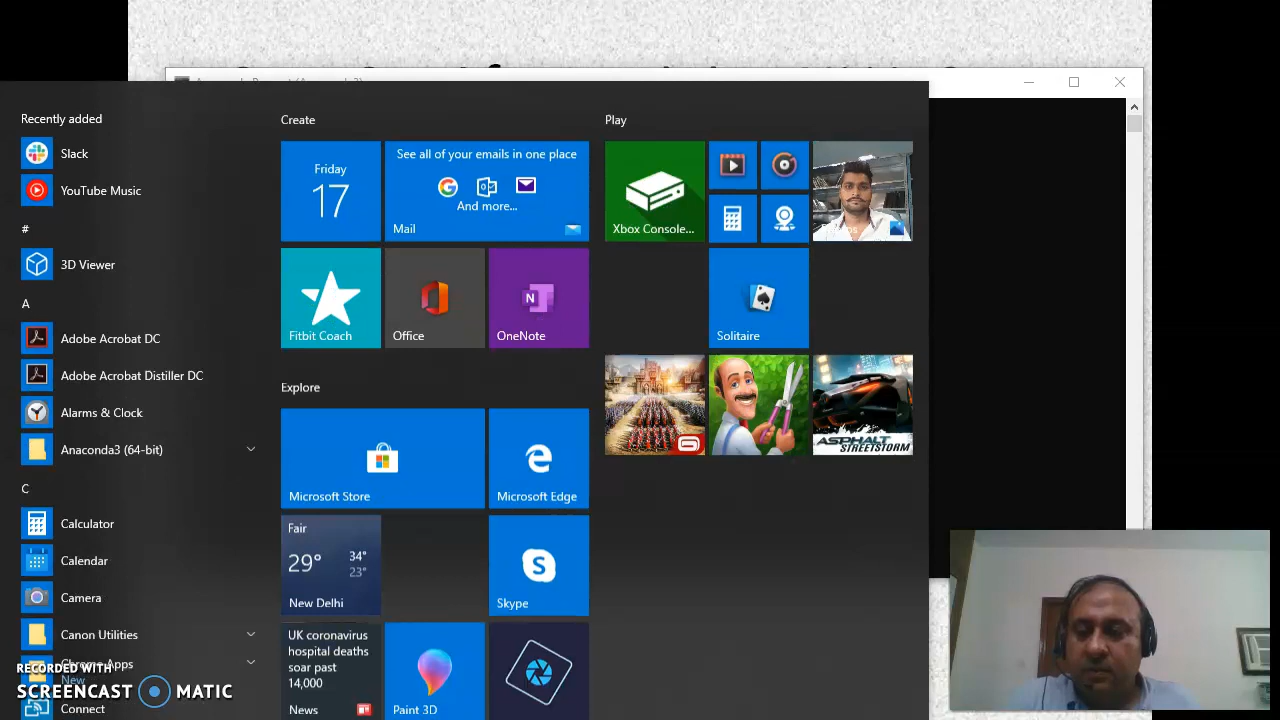 Recently added
Slack
YouTube Music
#
3D Viewer
A
Adobe Acrobat DC
Adobe Acrobat Distiller DC
Alarms & Clock
Anaconda3 (64-bit)
C
Calculator
Calendar
Camera
Canon Utilities
Chrome Apps
New
Connect
RECORDED WITH
SCREENCAST MATIC
Create
Friday
17
See all of your emails in one place
And more...
Mail
Fitbit Coach
Office
N
OneNote
Explore
Microsoft Store
Microsoft Edge
Fair
29° 34°
23°
New Delhi
S
Skype
UK coronavirus
hospital deaths
soar past
14,000
News
Paint 3D
Play
Xbox Console...
Solitaire
ASPHALT
STREETSTORM